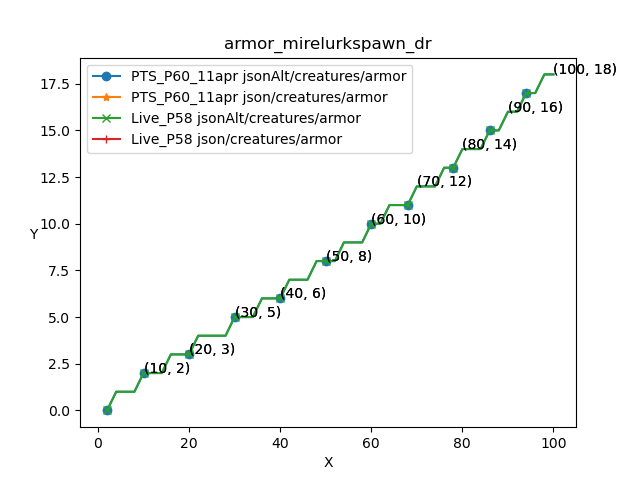 armor_mirelurkspawn_dr
PTS_P60_11apr jsonAlt/creatures/armor
PTS_P60_11apr json/creatures/armor
Live_P58 jsonAlt/creatures/armor
Live_P58 json/creatures/armor
(100, 18)
(90, 16)
(80, 14)
(70, 12)
(60, 10)
(50, 8)
(40, 6)
(30, 5)
(20, 3)
(10, 2)
17.5
15.0
12.5
10.0
7.5
5.0
2.5
0.0
Y
0 20 40 60 80 100
X